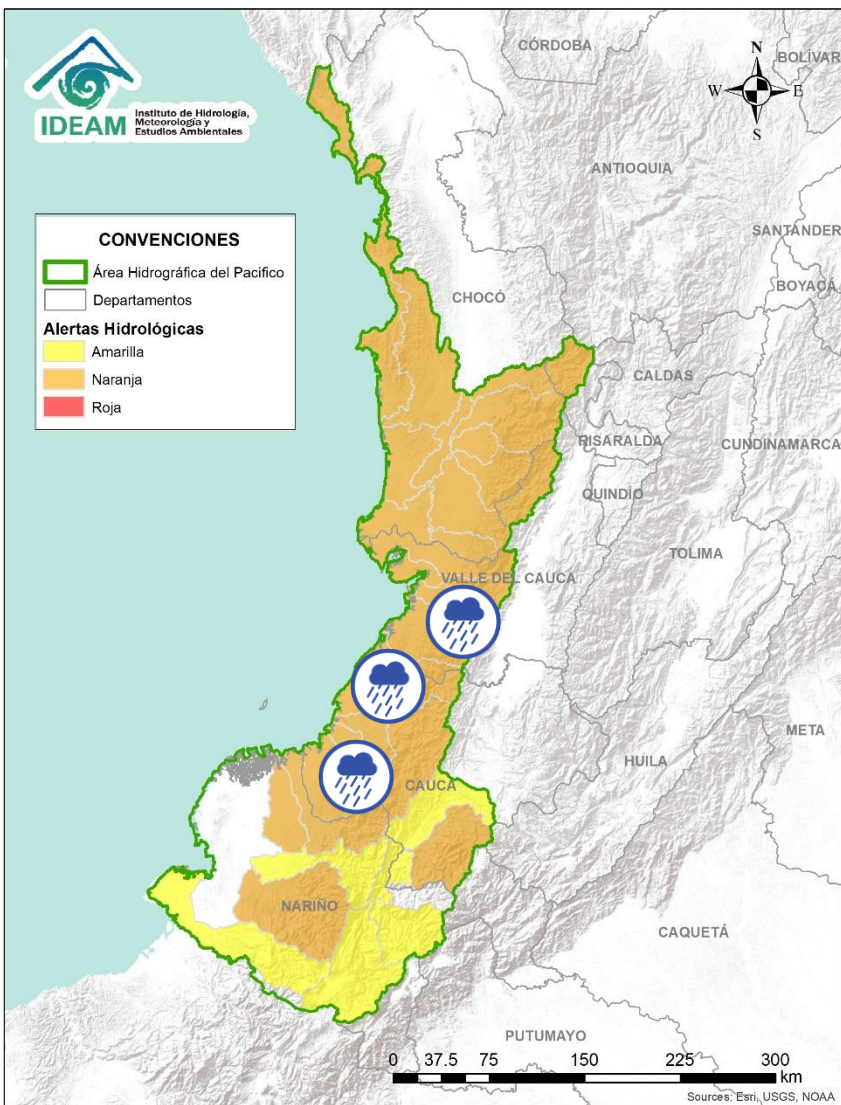 IDEAM
Instituto de Hidrología,
Meteorología y
Estudios Ambientales
CÓRDOBA
BOLÍVAR
N
W
E
S
ANTIOQUIA
SANTANDER
BOYACÁ
CONVENCIONES
Área Hidrográfica del Pacifico
Departamentos
Alertas Hidrológicas
Amarilla
Naranja
Roja
CHOCÓ
CALDAS
RISARALDA
CUNDINAMARCA
QUINDÍO
TOLIMA
VALLE DEL CAUCA
META
HUILA
CAUCA
NARIÑO
CAQUETÁ
PUTUMAYO
0 37.5 75 150 225 300
km
Sources: Esri, USGS, NOAA